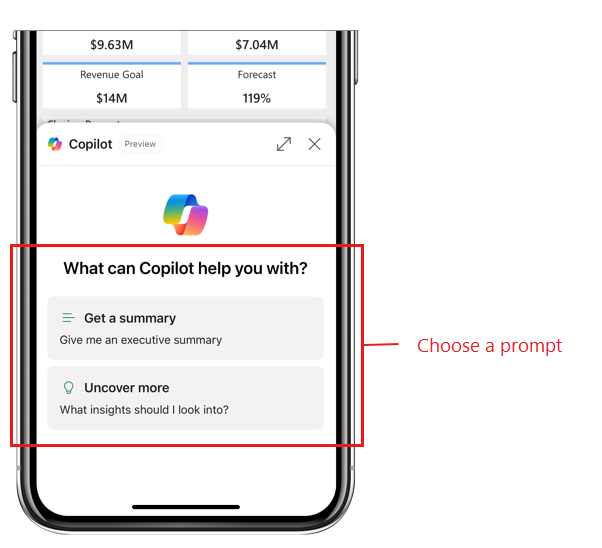 $9.63M $7.04M
Revenue Goal Forecast
$14M 119%
Copilot Preview
What can Copilot help you with?
Get a summary
Give me an executive summary
Choose a prompt
Uncover more
What insights should I look into?